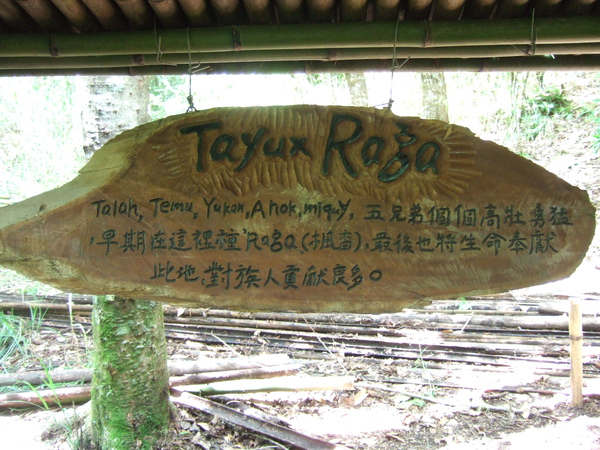 Tayux Raga
Talah, Temu, Yukan, Ahok, miquy, 五兄弟個個高壯勇猛
,早期在這裡種"Raga,(楓香),最後也將生命奉獻
此地,對族人貢獻良多。